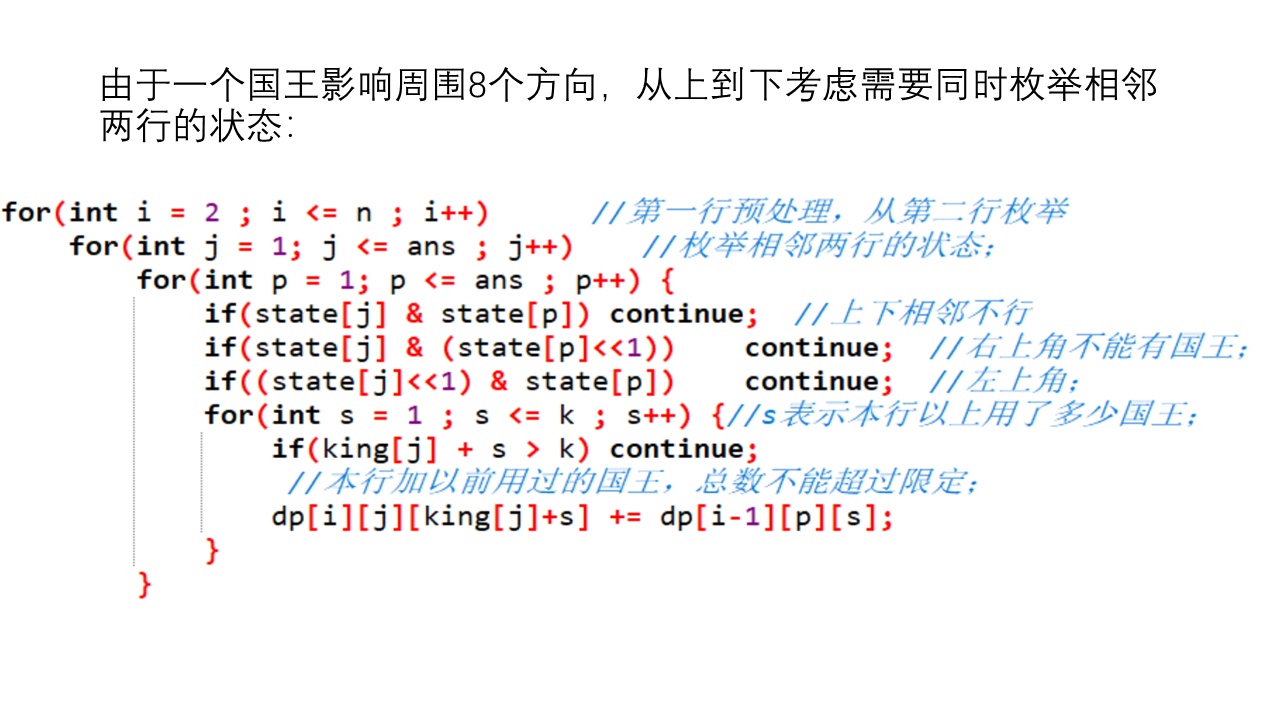 由于一个国王影响周围8个方向，从上到下考虑需要同时枚举相邻
两行的状态：
for(int i = 2 ; i <= n ; i++)      //第一行预处理，从第二行枚举
    for(int j = 1; j <= ans ; j++)    //枚举相邻两行的状态；
        for(int p = 1; p <= ans ; p++) {
            if(state[j] & state[p]) continue;  //上下相邻不行
            if(state[j] & (state[p]<<1))    continue;  //右上角不能有国王；
            if((state[j]<<1) & state[p])    continue;  //左上角；
            for(int s = 1 ; s <= k ; s++) {//s表示本行以上用了多少国王；
                if(king[j] + s > k) continue;
                 //本行加以前用过的国王，总数不能超过限定；
                dp[i][j][king[j]+s] += dp[i-1][p][s];
            }
        }